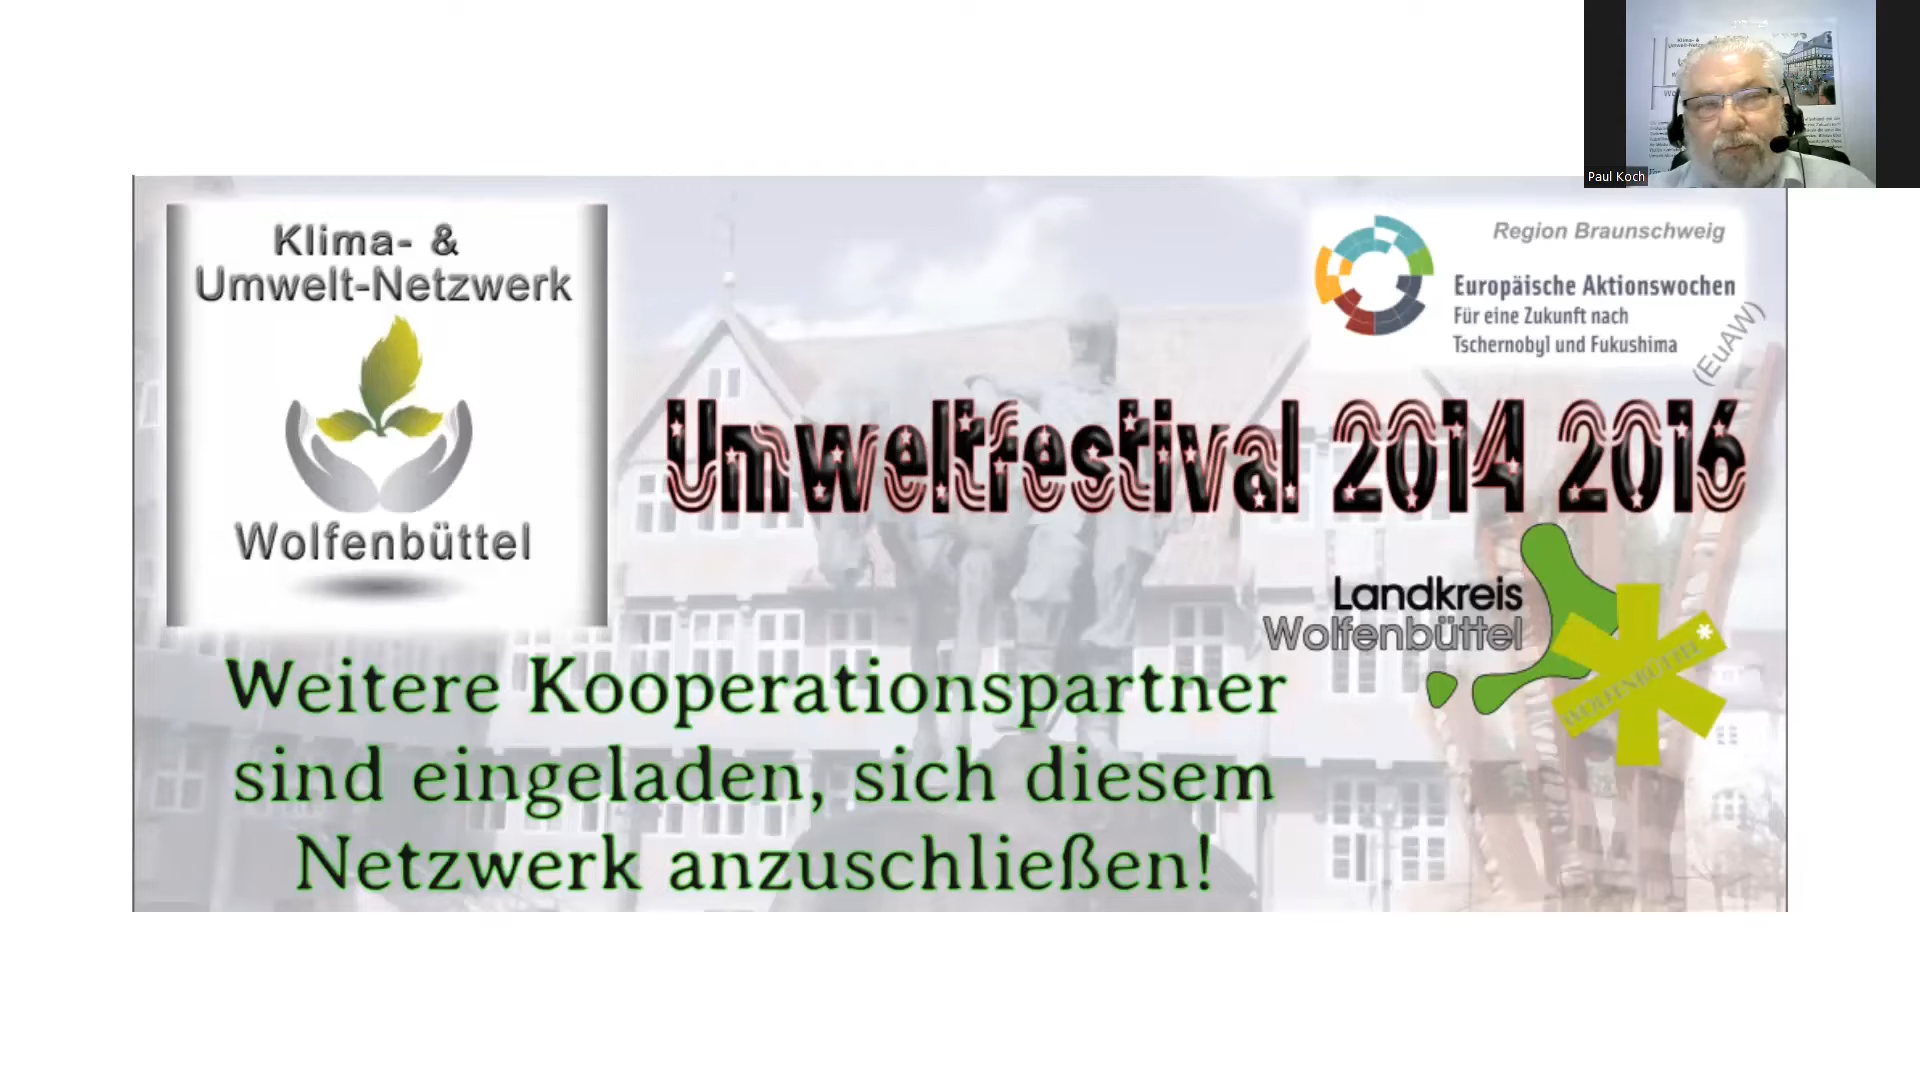 Paul Koch
Klima- &
Umwelt-Netzwerk
Wolfenbüttel
Region Braunschweig
Europäische Aktionswochen
Für eine Zukunft nach
Tschernobyl und Fukushima
(EuAW)
Umweltfestival 2014 2016
Landkreis
Wolfenbüttel
WOLFENBÜTTEL*
Weitere Kooperationspartner
sind eingeladen, sich diesem
Netzwerk anzuschließen!